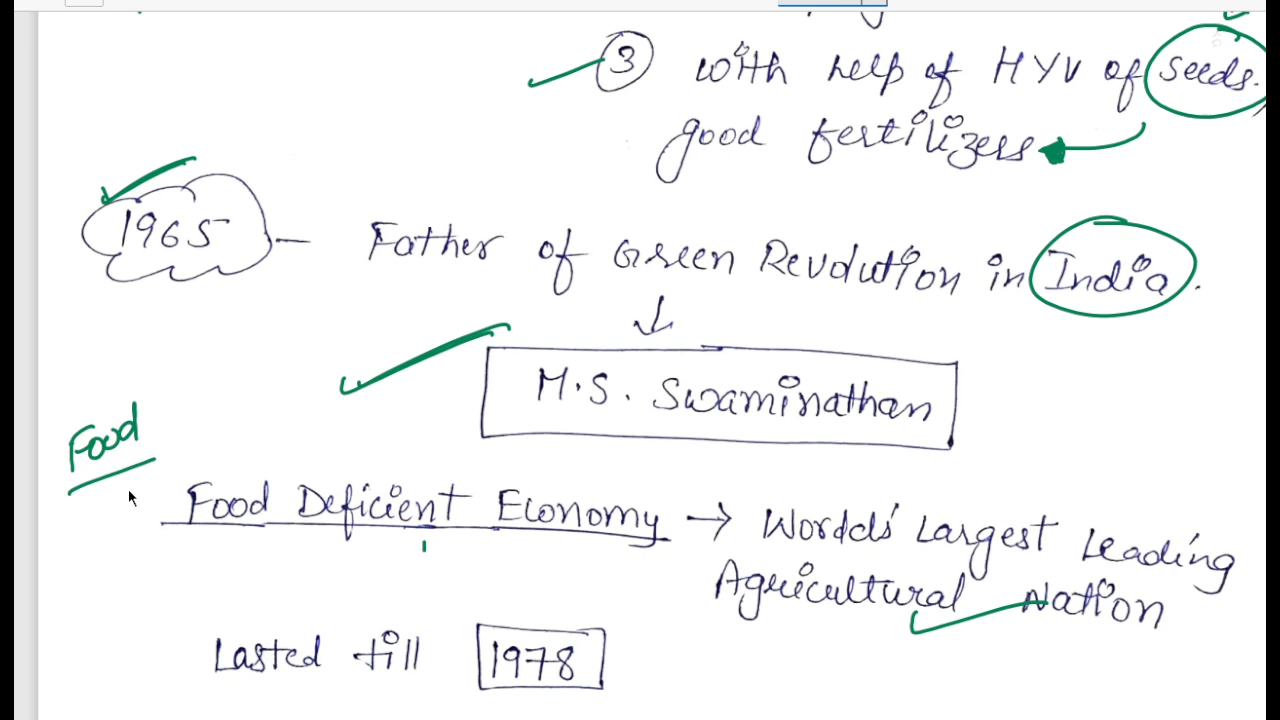 ③ with help of HYV of seeds,
good fertilizers
1965 — Father of Green Revolution in India.
↓
M.S. Swaminathan
Food
Food Deficient Economy → World's Largest Leading
Agricultural Nation
Lasted till 1978